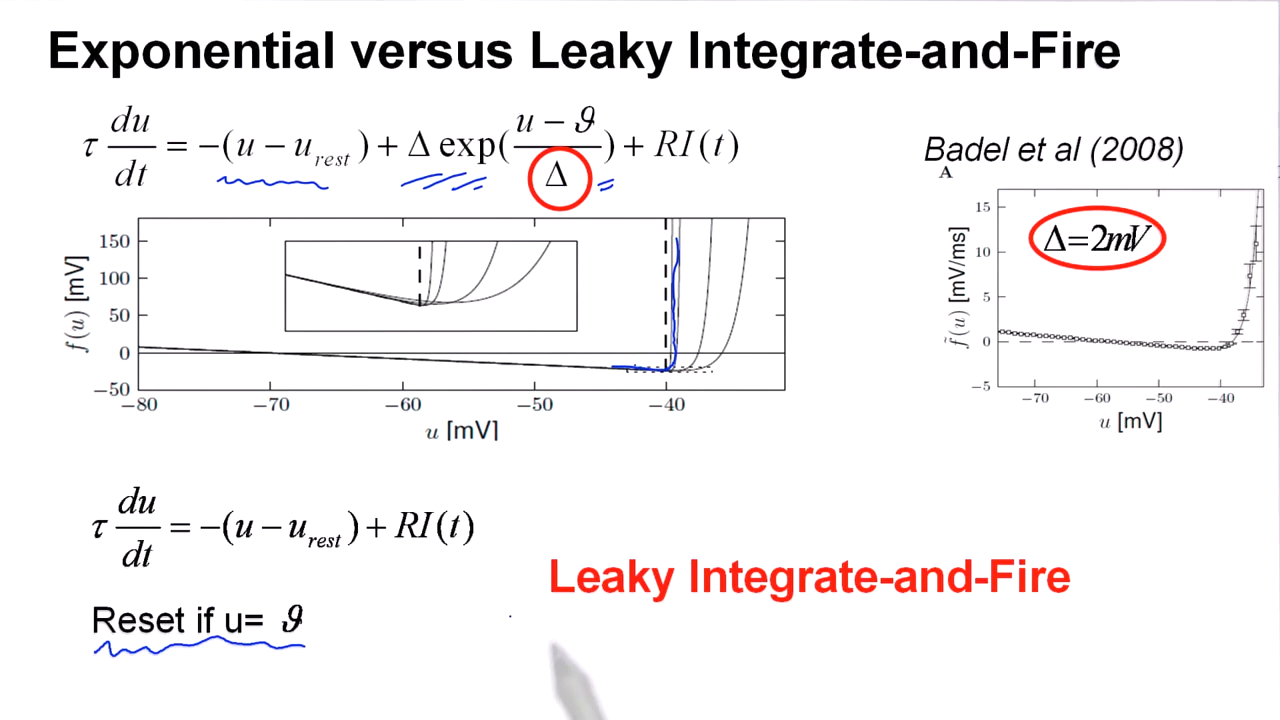 Exponential versus Leaky Integrate-and-Fire
τ du/dt = −(u − u_rest) + Δ exp((u − ϑ)/Δ) + RI(t)
Badel et al (2008)
A
f(u) [mV]
150
100
50
0
−50
−80 −70 −60 −50 −40
u [mV]
Δ=2mV
f̃(u) [mV/ms]
15
10
5
0
−5
−70 −60 −50 −40
u [mV]
τ du/dt = −(u − u_rest) + RI(t)
Leaky Integrate-and-Fire
Reset if u= ϑ